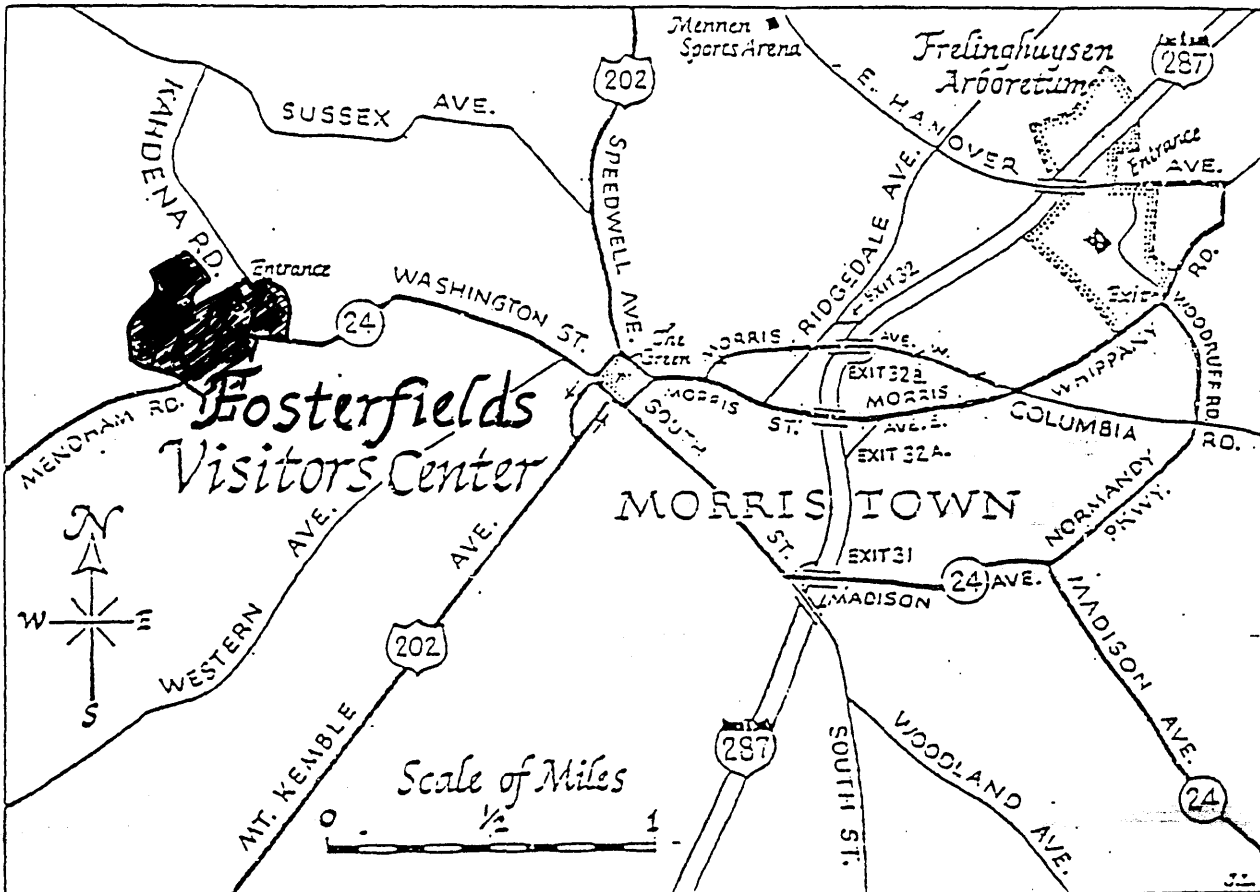 Mennen
Sports Arena
Frelinghuysen
Arboretum
287
202
KAHDENA RD.
SUSSEX AVE.
SPEEDWELL AVE.
E. HANOVER AVE.
Entrance
RIDGEDALE AVE.
Entrance
← EXIT 32
24
WASHINGTON ST.
The
Green
MORRIS AVE. W.
Exit
WHIPPANY RD.
WOODRUFF RD.
EXIT 32B
MORRIS ST.
MORRIS AVE. E.
COLUMBIA RD.
EXIT 32A.
MENDHAM RD.
Fosterfields
Visitors Center
SOUTH ST.
MORRISTOWN
NORMANDY
PKWY.
N
W E
S
WESTERN AVE.
MT. KEMBLE AVE.
202
EXIT 31
MADISON AVE.
24
MADISON AVE.
24
287
SOUTH ST.
WOODLAND AVE.
Scale of Miles
0 1/2 1